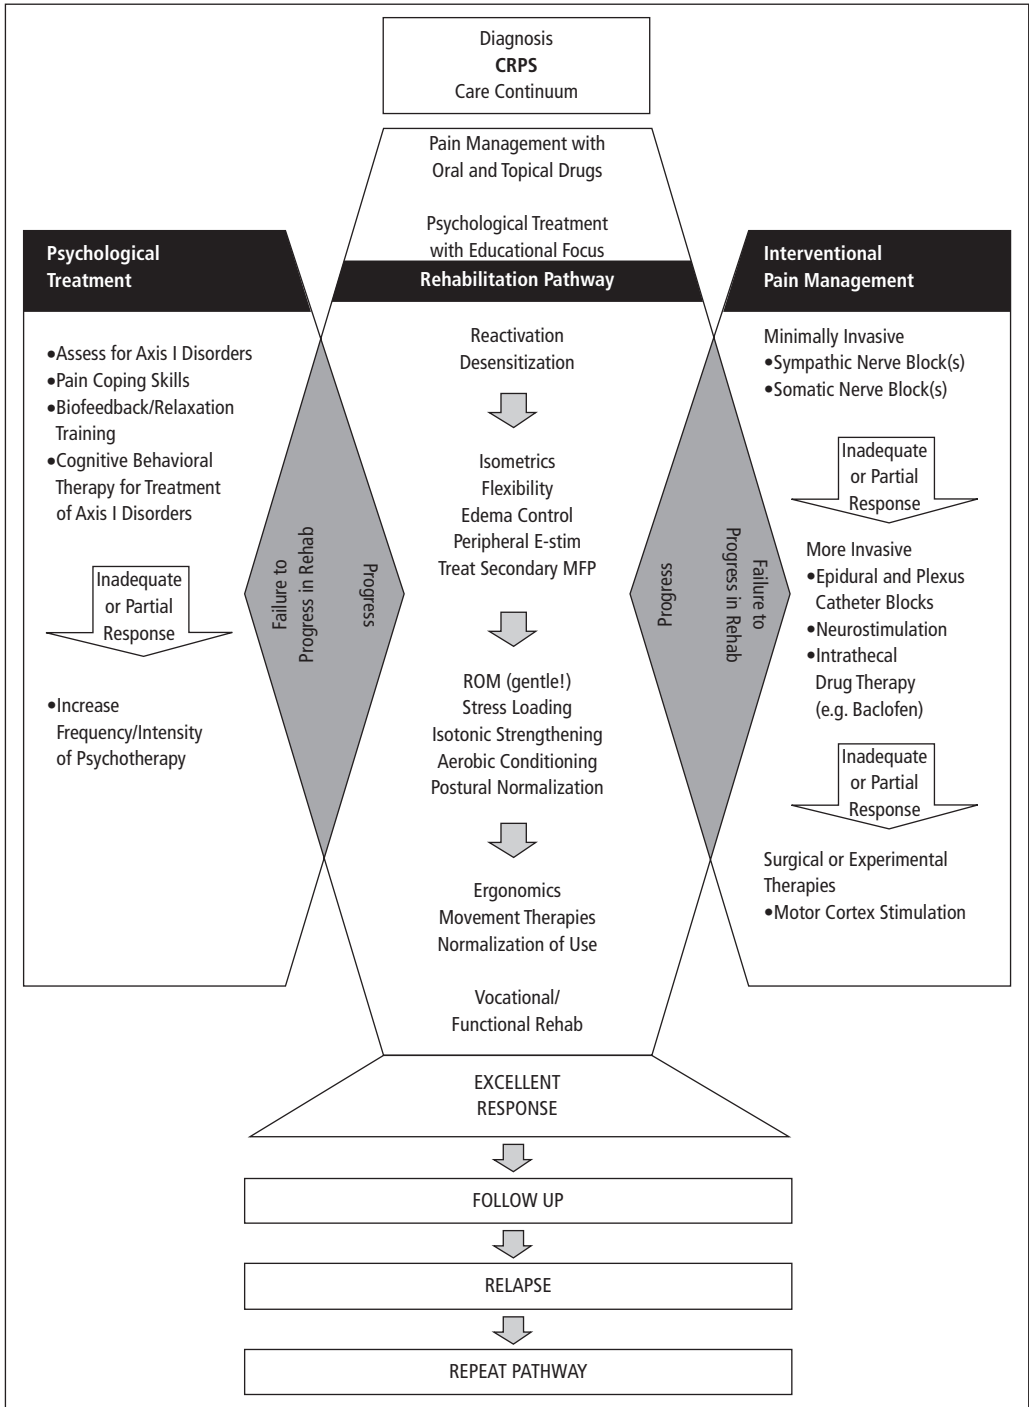 Diagnosis
CRPS
Care Continuum
Pain Management with
Oral and Topical Drugs
Psychological Treatment
with Educational Focus
Rehabilitation Pathway
Reactivation
Desensitization
Isometrics
Flexibility
Edema Control
Peripheral E-stim
Treat Secondary MFP
ROM (gentle!)
Stress Loading
Isotonic Strengthening
Aerobic Conditioning
Postural Normalization
Ergonomics
Movement Therapies
Normalization of Use
Vocational/
Functional Rehab
Psychological
Treatment
•Assess for Axis I Disorders
•Pain Coping Skills
•Biofeedback/Relaxation
Training
•Cognitive Behavioral
Therapy for Treatment
of Axis I Disorders
Inadequate
or Partial
Response
•Increase
Frequency/Intensity
of Psychotherapy
Failure to
Progress in Rehab
Progress
Progress
Failure to
Progress in Rehab
Interventional
Pain Management
Minimally Invasive
•Sympathic Nerve Block(s)
•Somatic Nerve Block(s)
Inadequate
or Partial
Response
More Invasive
•Epidural and Plexus
Catheter Blocks
•Neurostimulation
•Intrathecal
Drug Therapy
(e.g. Baclofen)
Inadequate
or Partial
Response
Surgical or Experimental
Therapies
•Motor Cortex Stimulation
EXCELLENT
RESPONSE
FOLLOW UP
RELAPSE
REPEAT PATHWAY